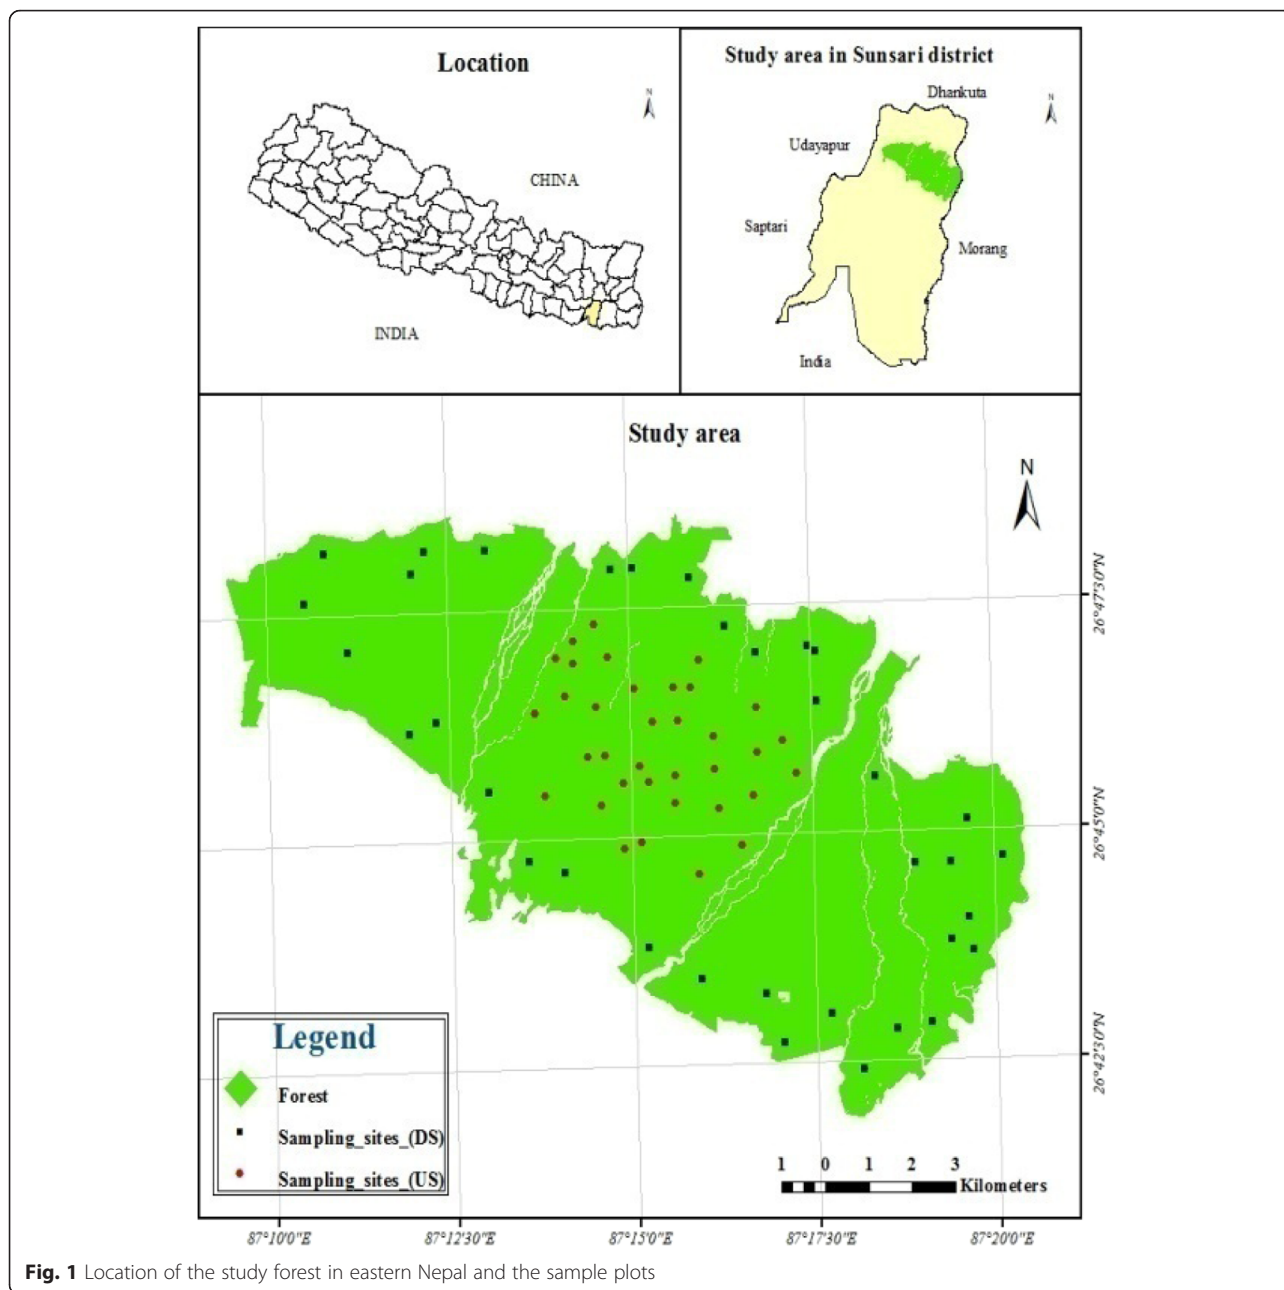 Location
N
CHINA
INDIA
Study area in Sunsari district
Dhankuta
N
Udayapur
Saptari
Morang
India
Study area
N
26°47'30"N
26°45'0"N
26°42'30"N
Legend
Forest
Sampling_sites_(DS)
Sampling_sites_(US)
1 0 1 2 3
Kilometers
87°10'0"E 87°12'30"E 87°15'0"E 87°17'30"E 87°20'0"E
Fig. 1 Location of the study forest in eastern Nepal and the sample plots